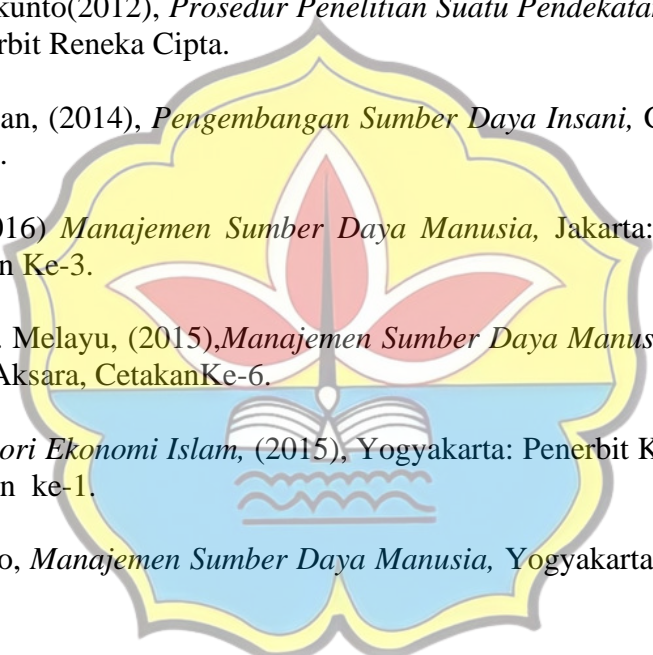 kunto(2012), Prosedur Penelitian Suatu Pendekatan
rbit Reneka Cipta.
an, (2014), Pengembangan Sumber Daya Insani,
.
016) Manajemen Sumber Daya Manusia, Jakarta:
n Ke-3.
. Melayu, (2015),Manajemen Sumber Daya Manus
Aksara, CetakanKe-6.
ori Ekonomi Islam, (2015), Yogyakarta: Penerbit K
n ke-1.
o, Manajemen Sumber Daya Manusia, Yogyakarta